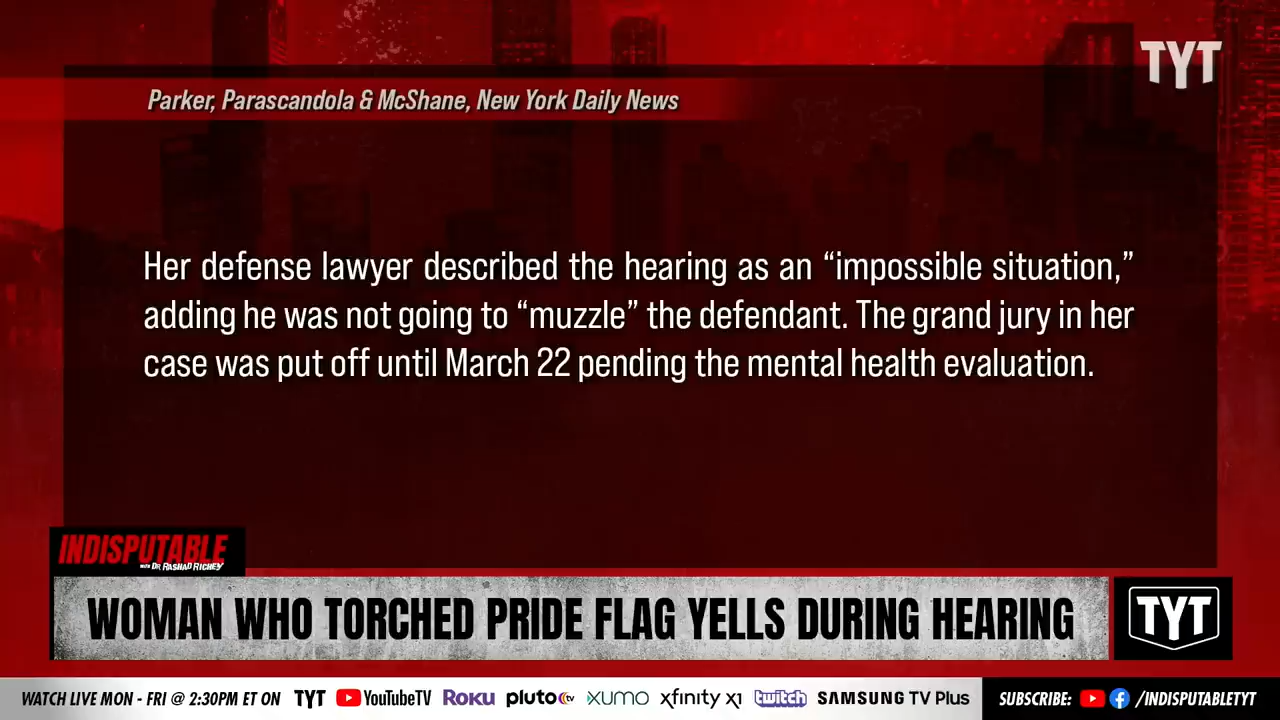 TYT
Parker, Parascandola & McShane, New York Daily News
Her defense lawyer described the hearing as an “impossible situation,”
adding he was not going to “muzzle” the defendant. The grand jury in her
case was put off until March 22 pending the mental health evaluation.
INDISPUTABLE
WITH DR. RASHAD RICHEY
WOMAN WHO TORCHED PRIDE FLAG YELLS DURING HEARING
TYT
WATCH LIVE MON - FRI @ 2:30PM ET ON TYT YouTubeTV ROKU pluto tv xumo xfinity x1 twitch SAMSUNG TV Plus SUBSCRIBE: /INDISPUTABLETYT